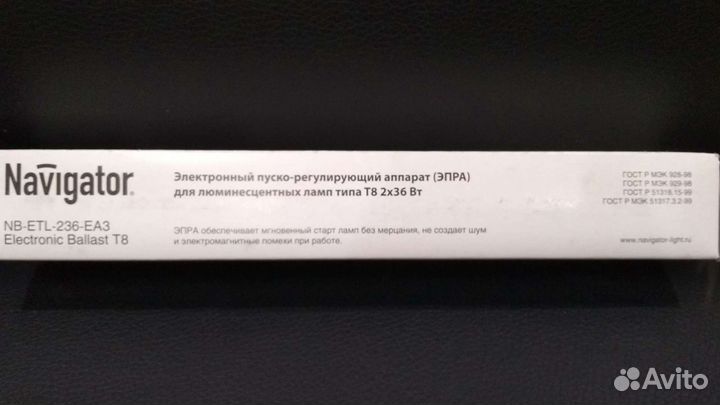 Navigator
NB-ETL-236-EA3
Electronic Ballast T8
Электронный пуско-регулирующий аппарат (ЭПРА)
для люминесцентных ламп типа Т8 2х36 Вт
ЭПРА обеспечивает мгновенный старт ламп без мерцания, не создает шум
и электромагнитные помехи при работе.
ГОСТ Р МЭК 928-98
ГОСТ Р МЭК 929-98
ГОСТ Р 51318.15-99
ГОСТ Р МЭК 51317.3.2-99
www.navigator-light.ru
Avito